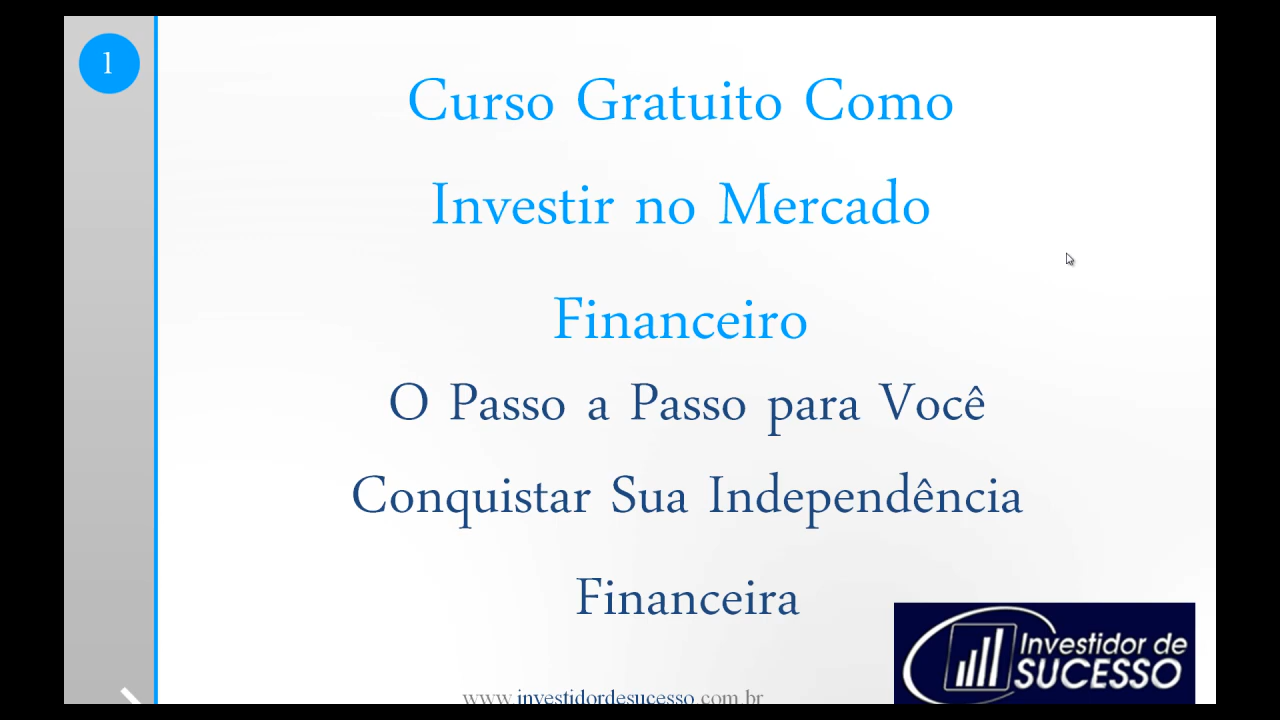 1
Curso Gratuito Como
Investir no Mercado
Financeiro
O Passo a Passo para Você
Conquistar Sua Independência
Financeira
Investidor de
SUCESSO
www.investidordesucesso.com.br